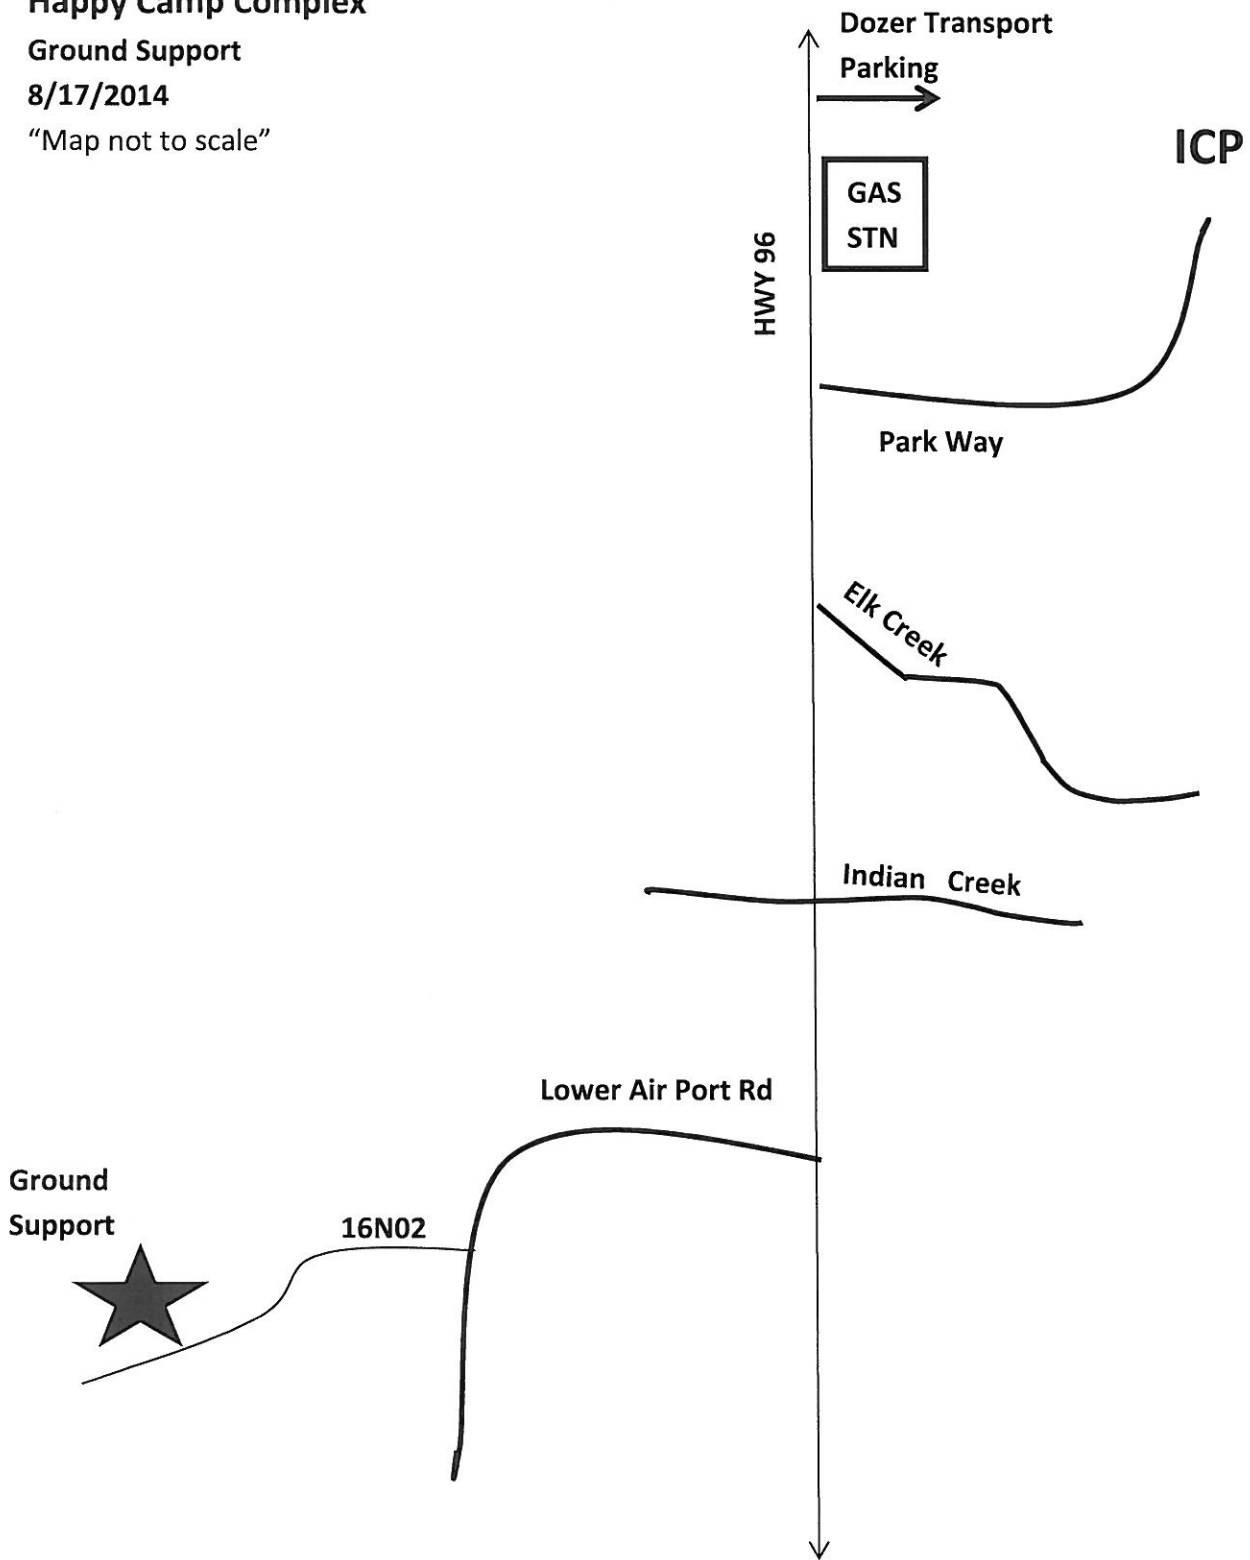 Happy Camp Complex
Ground Support
8/17/2014
“Map not to scale”
Dozer Transport
Parking
ICP
GAS
STN
HWY 96
Park Way
Elk Creek
Indian Creek
Lower Air Port Rd
Ground
Support
16N02